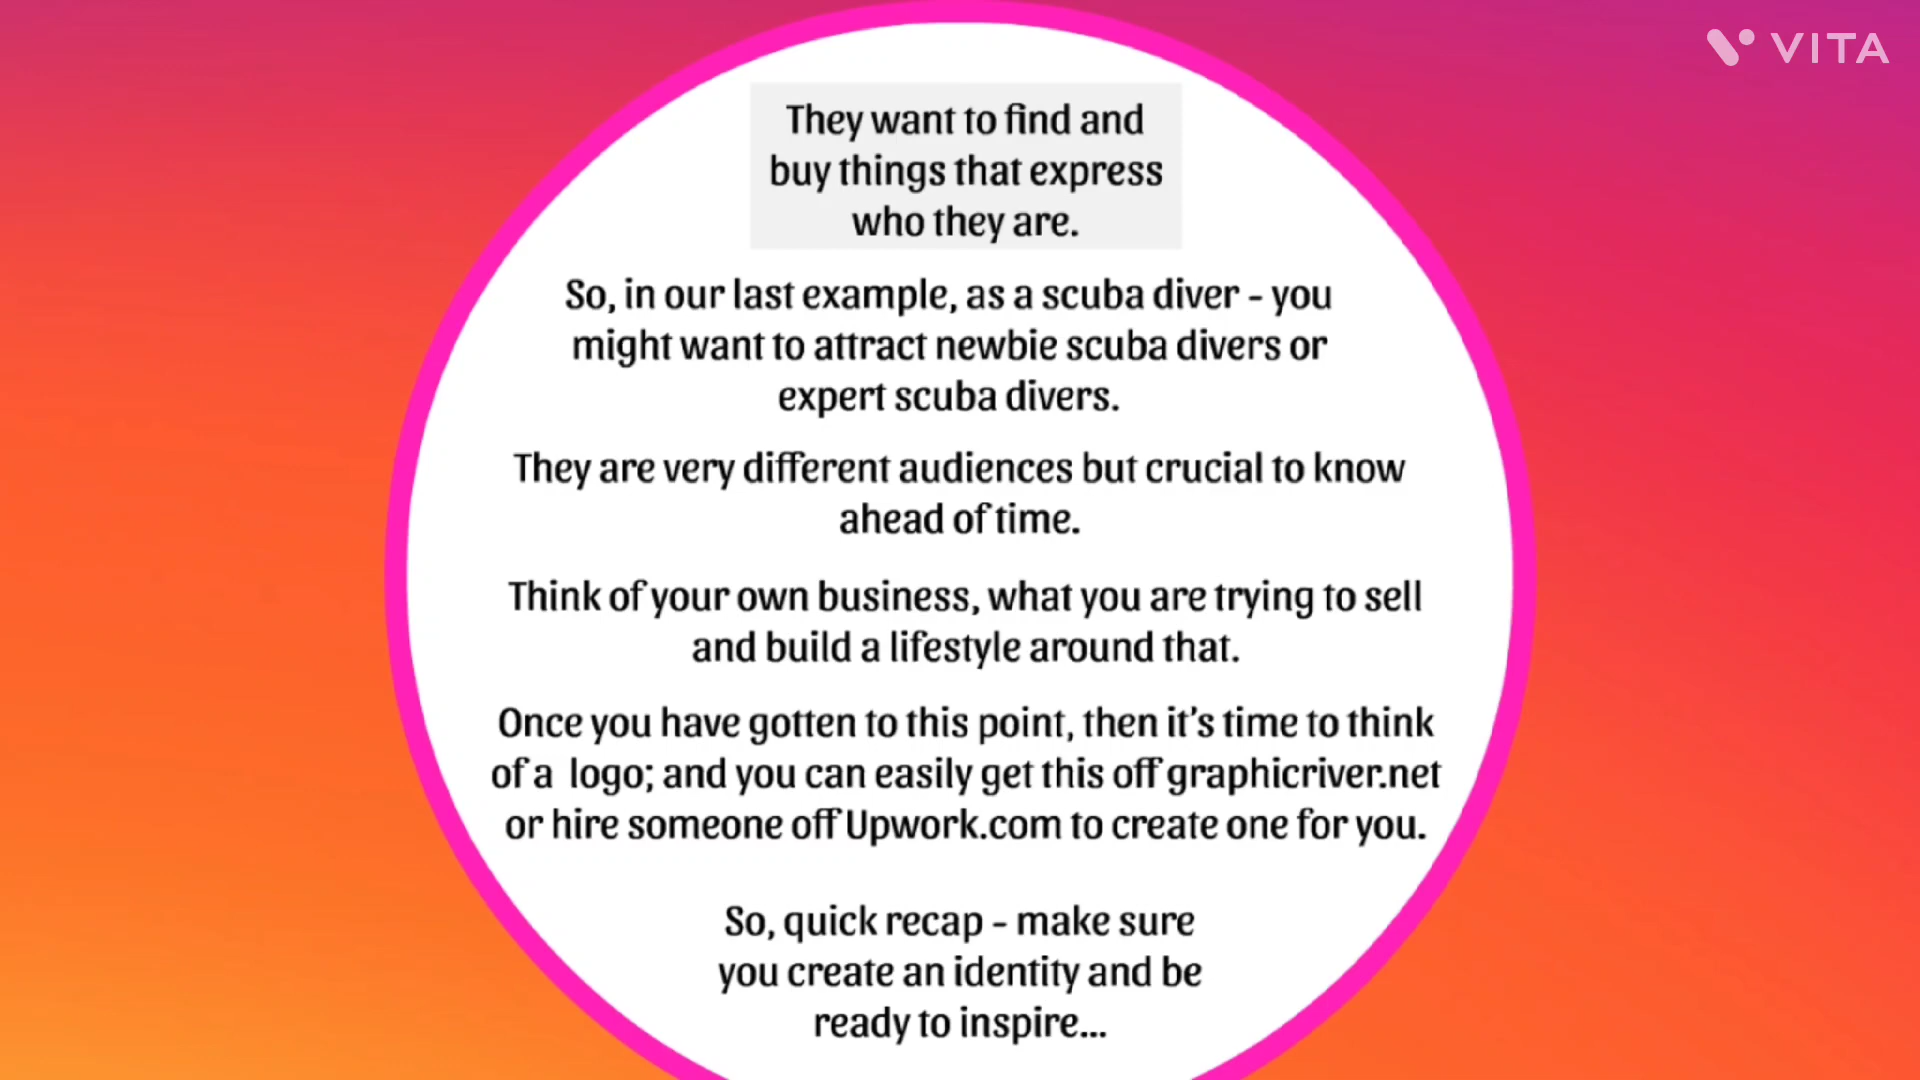 VITA
They want to find and
buy things that express
who they are.
So, in our last example, as a scuba diver - you
might want to attract newbie scuba divers or
expert scuba divers.
They are very different audiences but crucial to know
ahead of time.
Think of your own business, what you are trying to sell
and build a lifestyle around that.
Once you have gotten to this point, then it's time to think
of a logo; and you can easily get this off graphicriver.net
or hire someone off Upwork.com to create one for you.
So, quick recap - make sure
you create an identity and be
ready to inspire...